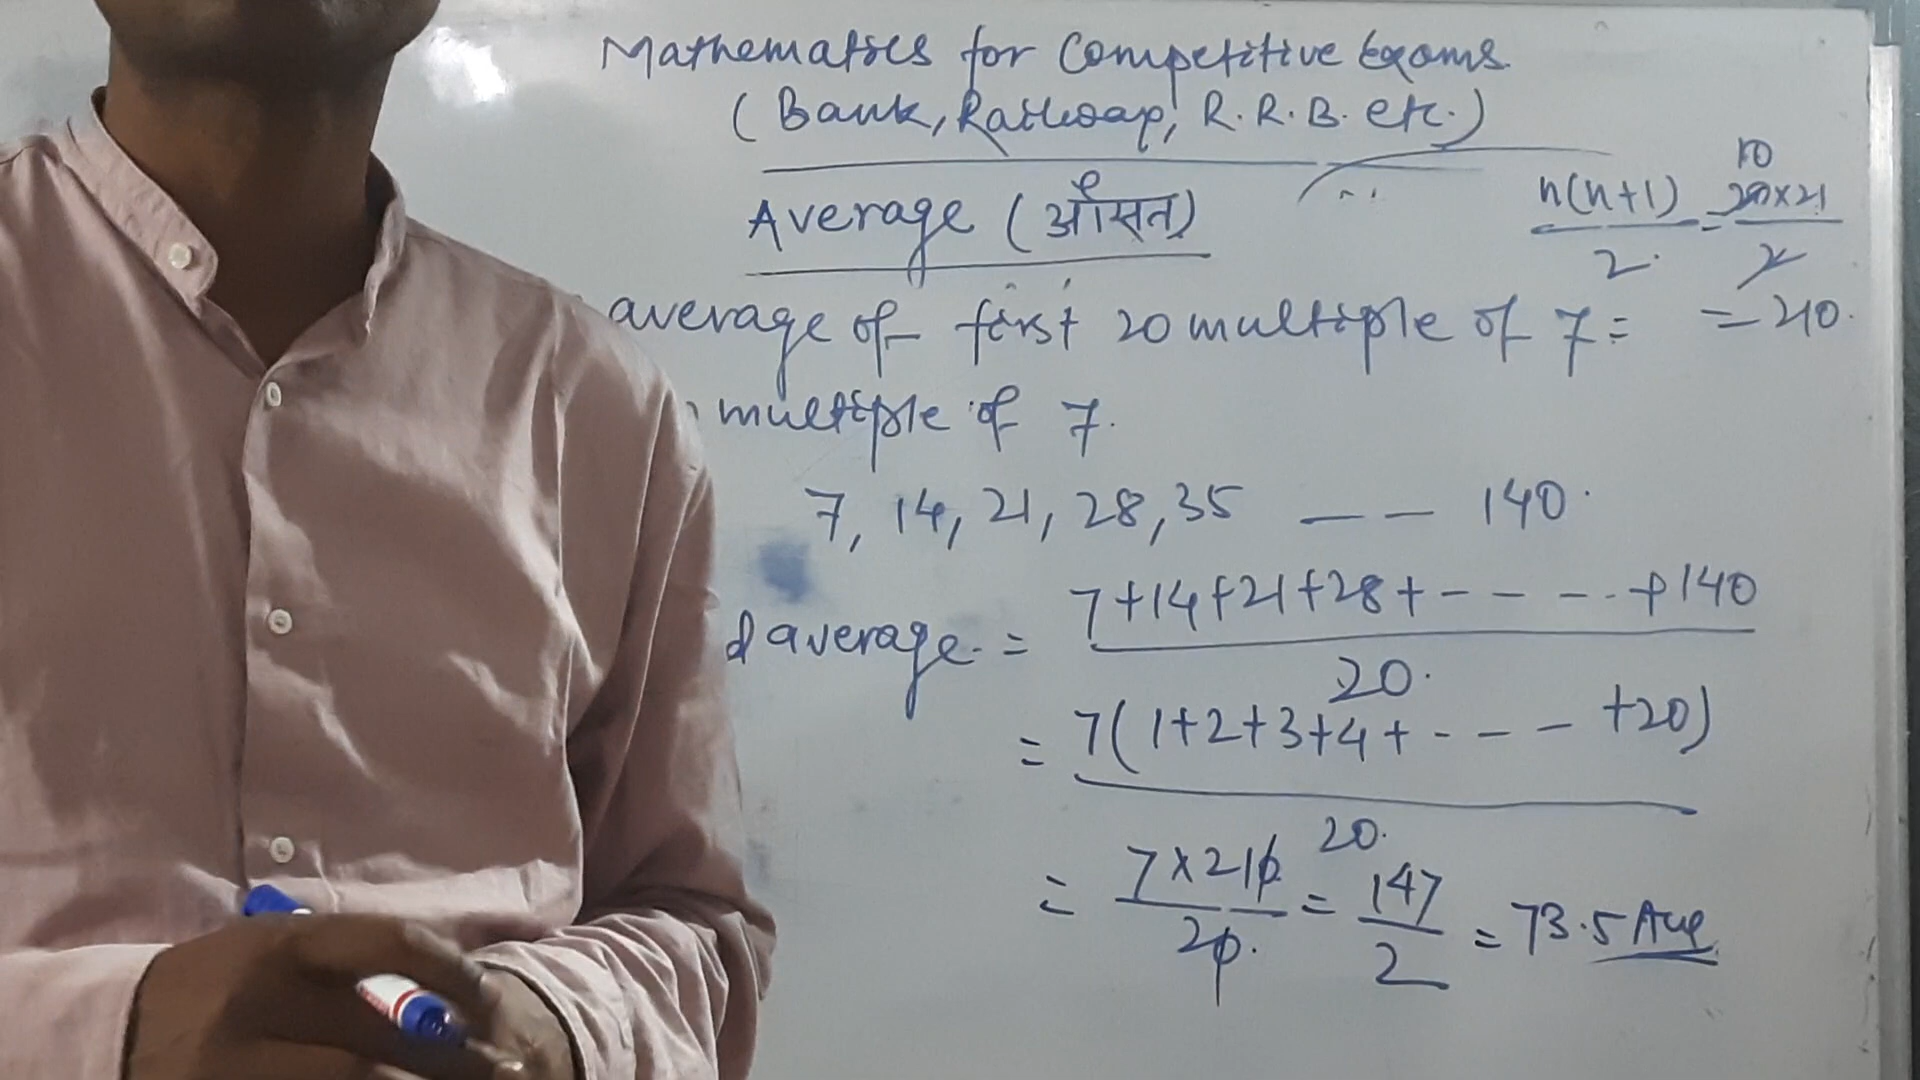 Mathematics for Competitive Exams.
(Bank, Railway, R.R.B. etc.)
Average (औसत)
n(n+1)/2 = 20×21/2
10
= 210.
average of first 20 multiple of 7 =
multiple of 7.
7, 14, 21, 28, 35 — — 140.
average = 7+14+21+28+ - - - - - +140
20.
= 7(1+2+3+4+ - - - +20)
20.
= 7×210/20. = 147/2 = 73.5